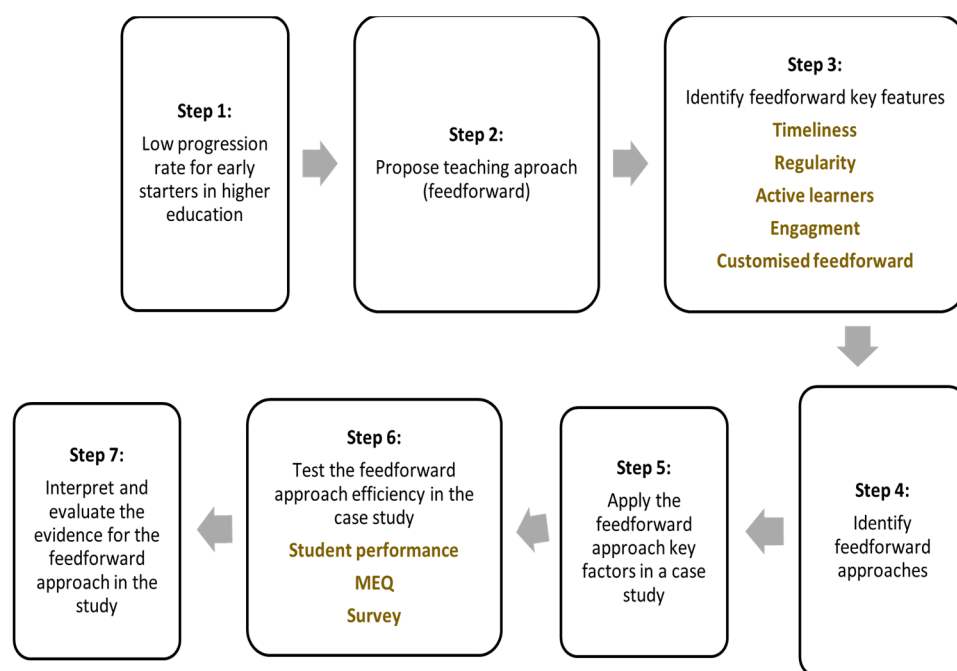 Step 1:
Low progression
rate for early
starters in higher
education
Step 2:
Propose teaching aproach
(feedforward)
Step 3:
Identify feedforward key features
Timeliness
Regularity
Active learners
Engagment
Customised feedforward
Step 4:
Identify
feedforward
approaches
Step 5:
Apply the
feedforward
approach key
factors in a case
study
Step 6:
Test the feedforward
approach efficiency in the
case study
Student performance
MEQ
Survey
Step 7:
Interpret and
evaluate the
evidence for the
feedforward
approach in the
study